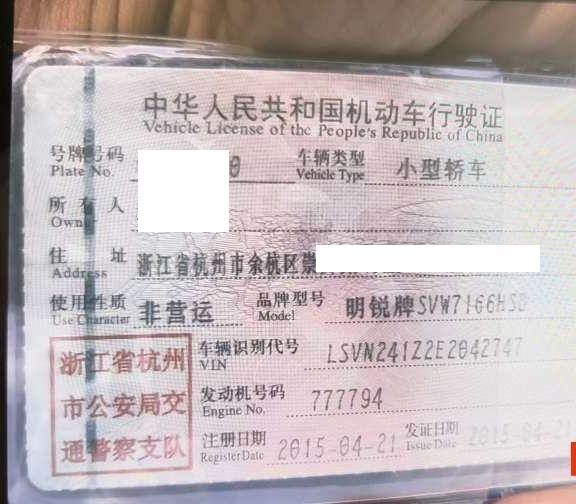 中华人民共和国机动车行驶证
Vehicle License of the People's Republic of China
号牌号码 0 车辆类型 小型轿车
Plate No. Vehicle Type
所有人
Owner
住址 浙江省杭州市余杭区崇
Address
使用性质 非营运 品牌型号 明锐牌SVW7166HSD
Use Character Model
浙江省杭州
市公安局交
通警察支队
车辆识别代号 LSVN241Z2E2042747
VIN
发动机号码 777794
Engine No.
注册日期 2015-04-21 发证日期 2015-04-21
Register Date Issue Date